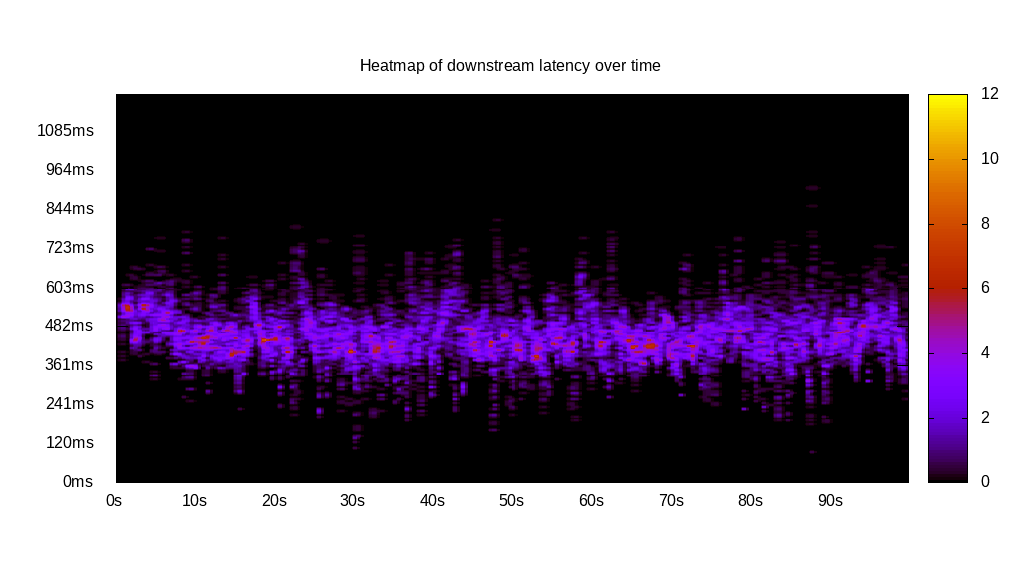 Heatmap of downstream latency over time
1085ms
964ms
844ms
723ms
603ms
482ms
361ms
241ms
120ms
0ms
0s 10s 20s 30s 40s 50s 60s 70s 80s 90s
12
10
8
6
4
2
0